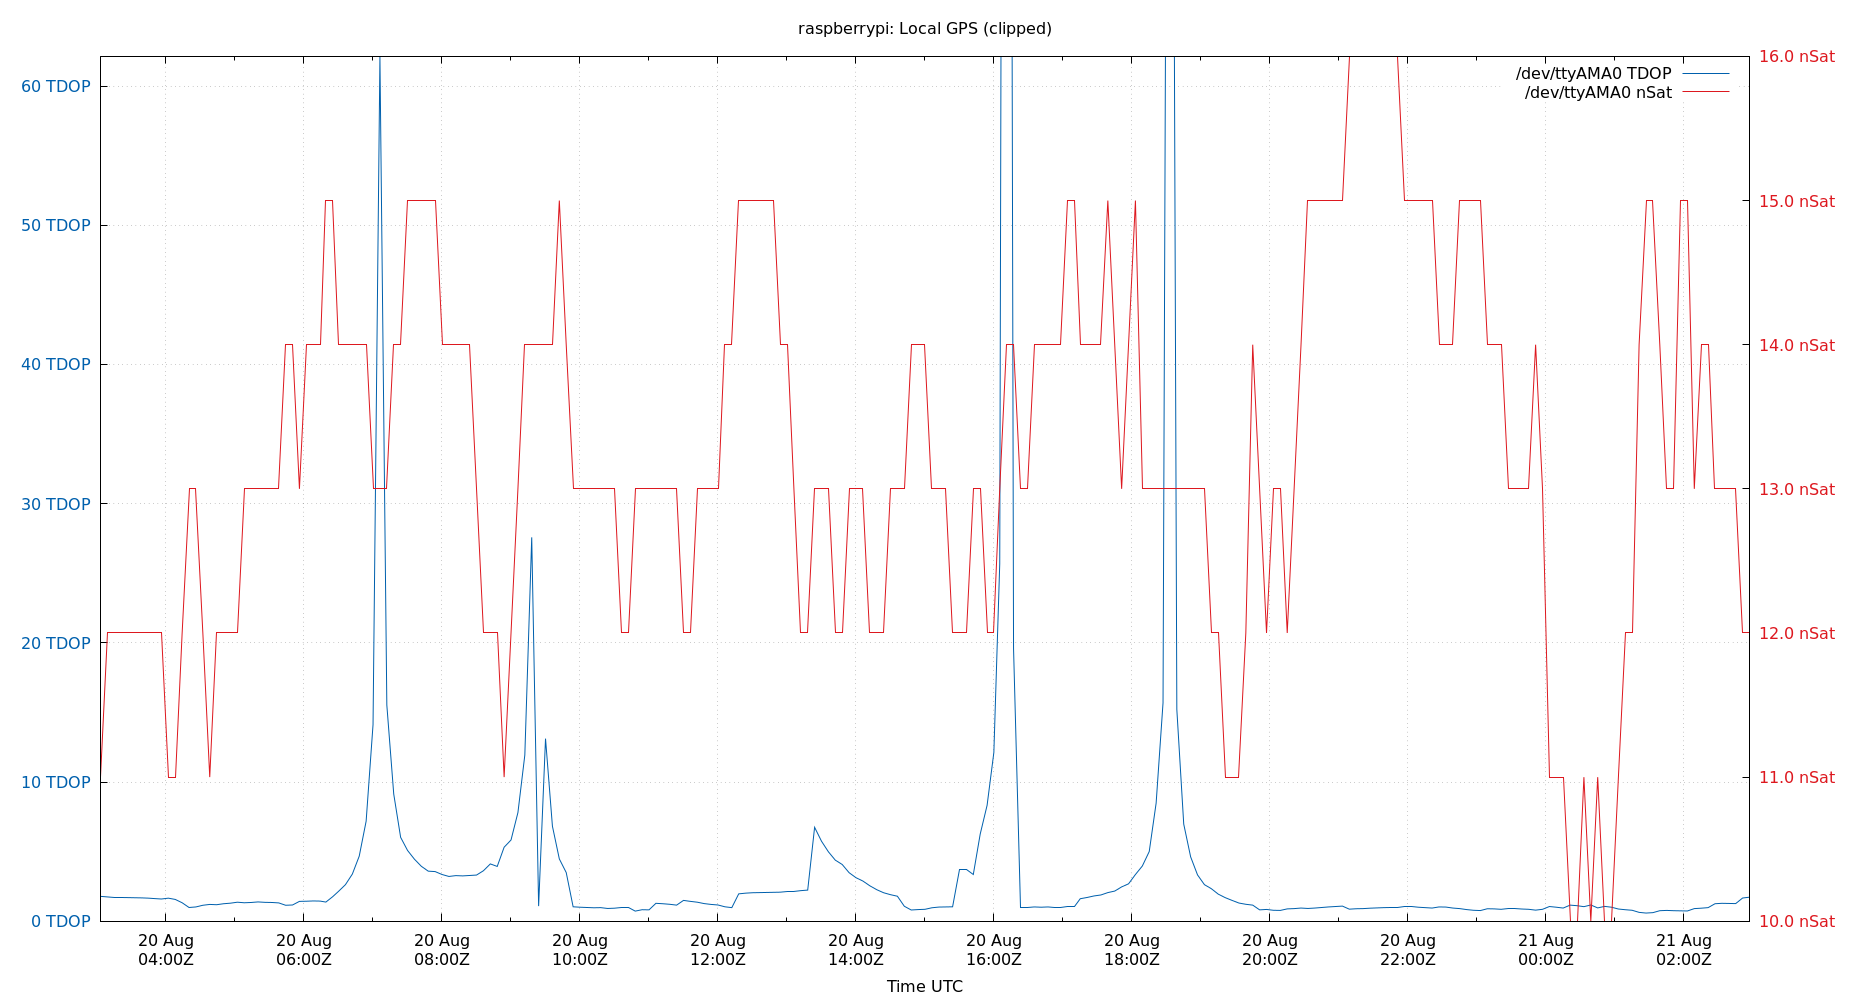 raspberrypi: Local GPS (clipped)
/dev/ttyAMA0 TDOP
/dev/ttyAMA0 nSat
60 TDOP
50 TDOP
40 TDOP
30 TDOP
20 TDOP
10 TDOP
0 TDOP
16.0 nSat
15.0 nSat
14.0 nSat
13.0 nSat
12.0 nSat
11.0 nSat
10.0 nSat
20 Aug
04:00Z
20 Aug
06:00Z
20 Aug
08:00Z
20 Aug
10:00Z
20 Aug
12:00Z
20 Aug
14:00Z
20 Aug
16:00Z
20 Aug
18:00Z
20 Aug
20:00Z
20 Aug
22:00Z
21 Aug
00:00Z
21 Aug
02:00Z
Time UTC